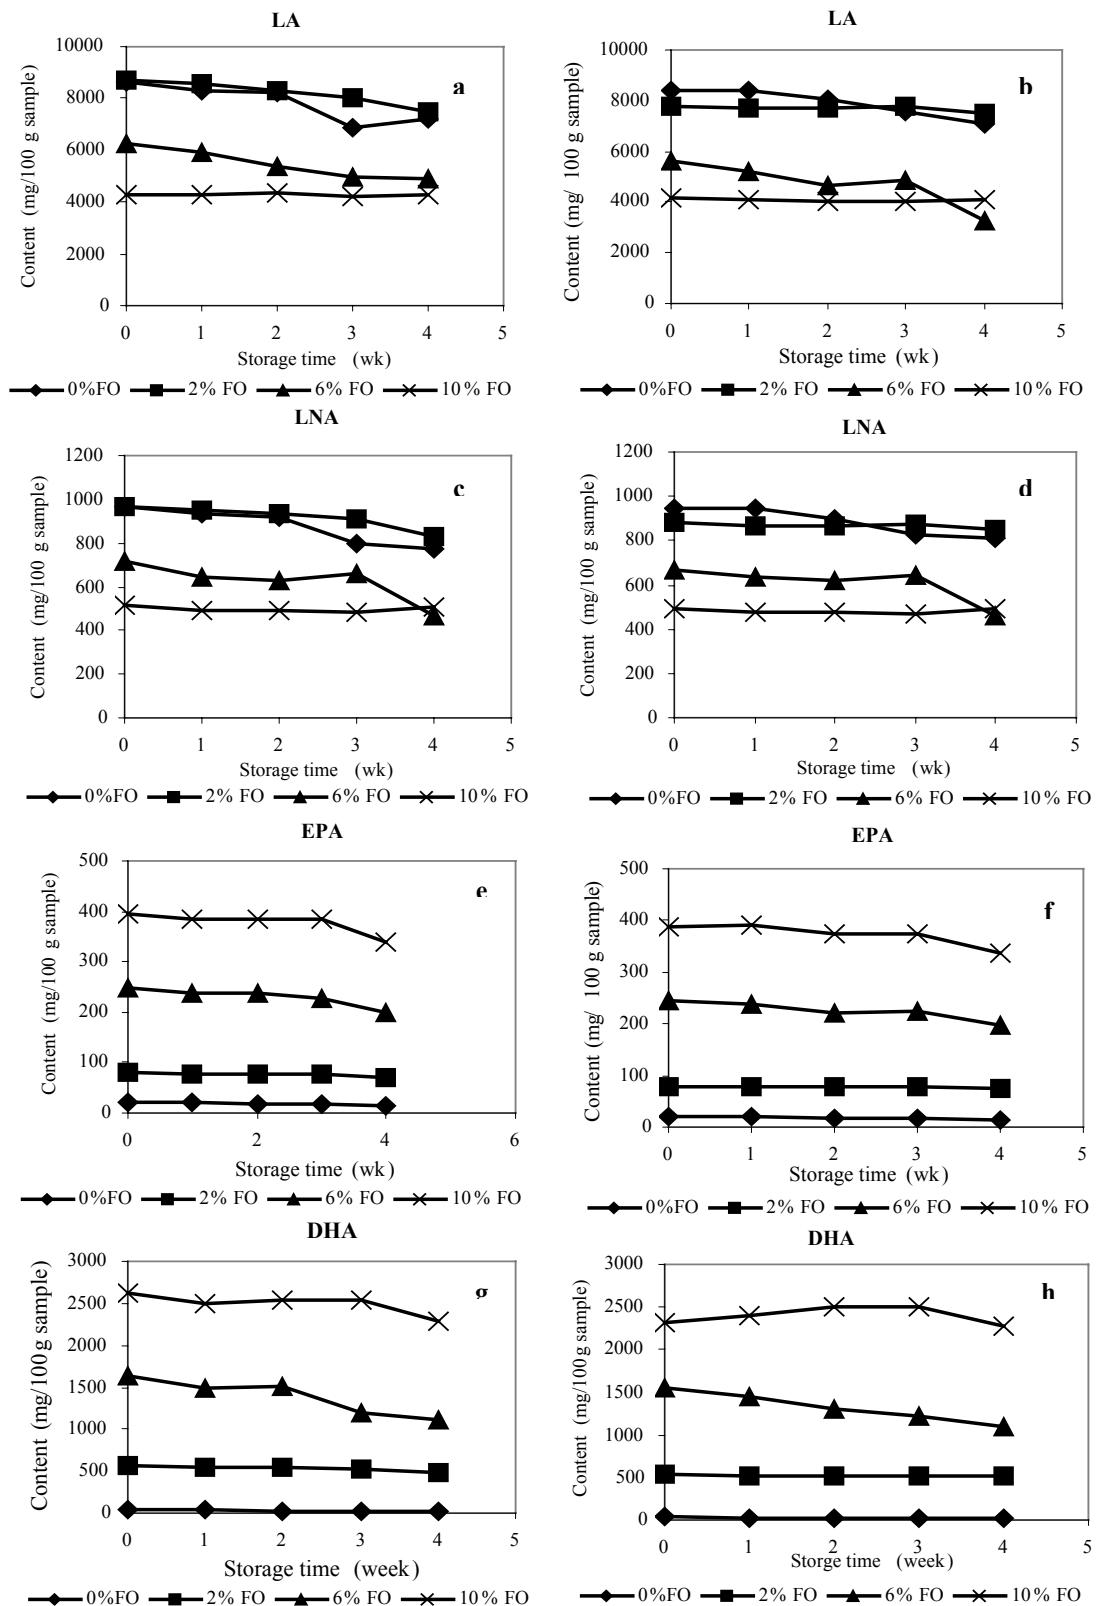 LA
10000
8000
6000
4000
2000
0
Content (mg/100 g sample)
a
0 1 2 3 4 5
Storage time (wk)
0%FO 2% FO 6% FO 10% FO
LA
10000
8000
6000
4000
2000
0
Content (mg/ 100 g sample)
b
0 1 2 3 4 5
Storage time (wk)
0%FO 2% FO 6% FO 10% FO
LNA
1200
1000
800
600
400
200
0
Content (mg/100 g sample)
c
0 1 2 3 4 5
Storage time (wk)
0%FO 2% FO 6% FO 10% FO
LNA
1200
1000
800
600
400
200
0
Content (mg/100 g sample)
d
0 1 2 3 4 5
Storage time (wk)
0%FO 2% FO 6% FO 10% FO
EPA
500
400
300
200
100
0
Content (mg/100 g sample)
e
0 2 4 6
Storage time (wk)
0%FO 2% FO 6% FO 10% FO
EPA
500
400
300
200
100
0
Content (mg/ 100 g sample)
f
0 1 2 3 4 5
Storage time (wk)
0%FO 2% FO 6% FO 10% FO
DHA
3000
2500
2000
1500
1000
500
0
Content (mg/100g sample)
g
0 1 2 3 4 5
Storage time (week)
0%FO 2% FO 6% FO 10% FO
DHA
3000
2500
2000
1500
1000
500
0
Content (mg/100g sample)
h
0 1 2 3 4 5
Storge time (week)
0%FO 2% FO 6% FO 10% FO